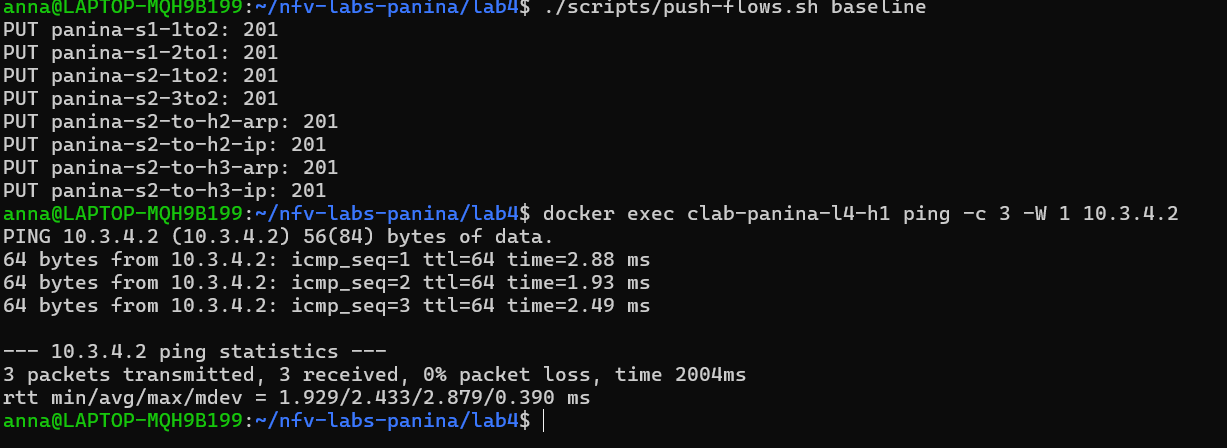 anna@LAPTOP-MQH9B199:~/nfv-labs-panina/lab4$ ./scripts/push-flows.sh baseline
PUT panina-s1-1to2: 201
PUT panina-s1-2to1: 201
PUT panina-s2-1to2: 201
PUT panina-s2-3to2: 201
PUT panina-s2-to-h2-arp: 201
PUT panina-s2-to-h2-ip: 201
PUT panina-s2-to-h3-arp: 201
PUT panina-s2-to-h3-ip: 201
anna@LAPTOP-MQH9B199:~/nfv-labs-panina/lab4$ docker exec clab-panina-l4-h1 ping -c 3 -W 1 10.3.4.2
PING 10.3.4.2 (10.3.4.2) 56(84) bytes of data.
64 bytes from 10.3.4.2: icmp_seq=1 ttl=64 time=2.88 ms
64 bytes from 10.3.4.2: icmp_seq=2 ttl=64 time=1.93 ms
64 bytes from 10.3.4.2: icmp_seq=3 ttl=64 time=2.49 ms

--- 10.3.4.2 ping statistics ---
3 packets transmitted, 3 received, 0% packet loss, time 2004ms
rtt min/avg/max/mdev = 1.929/2.433/2.879/0.390 ms
anna@LAPTOP-MQH9B199:~/nfv-labs-panina/lab4$